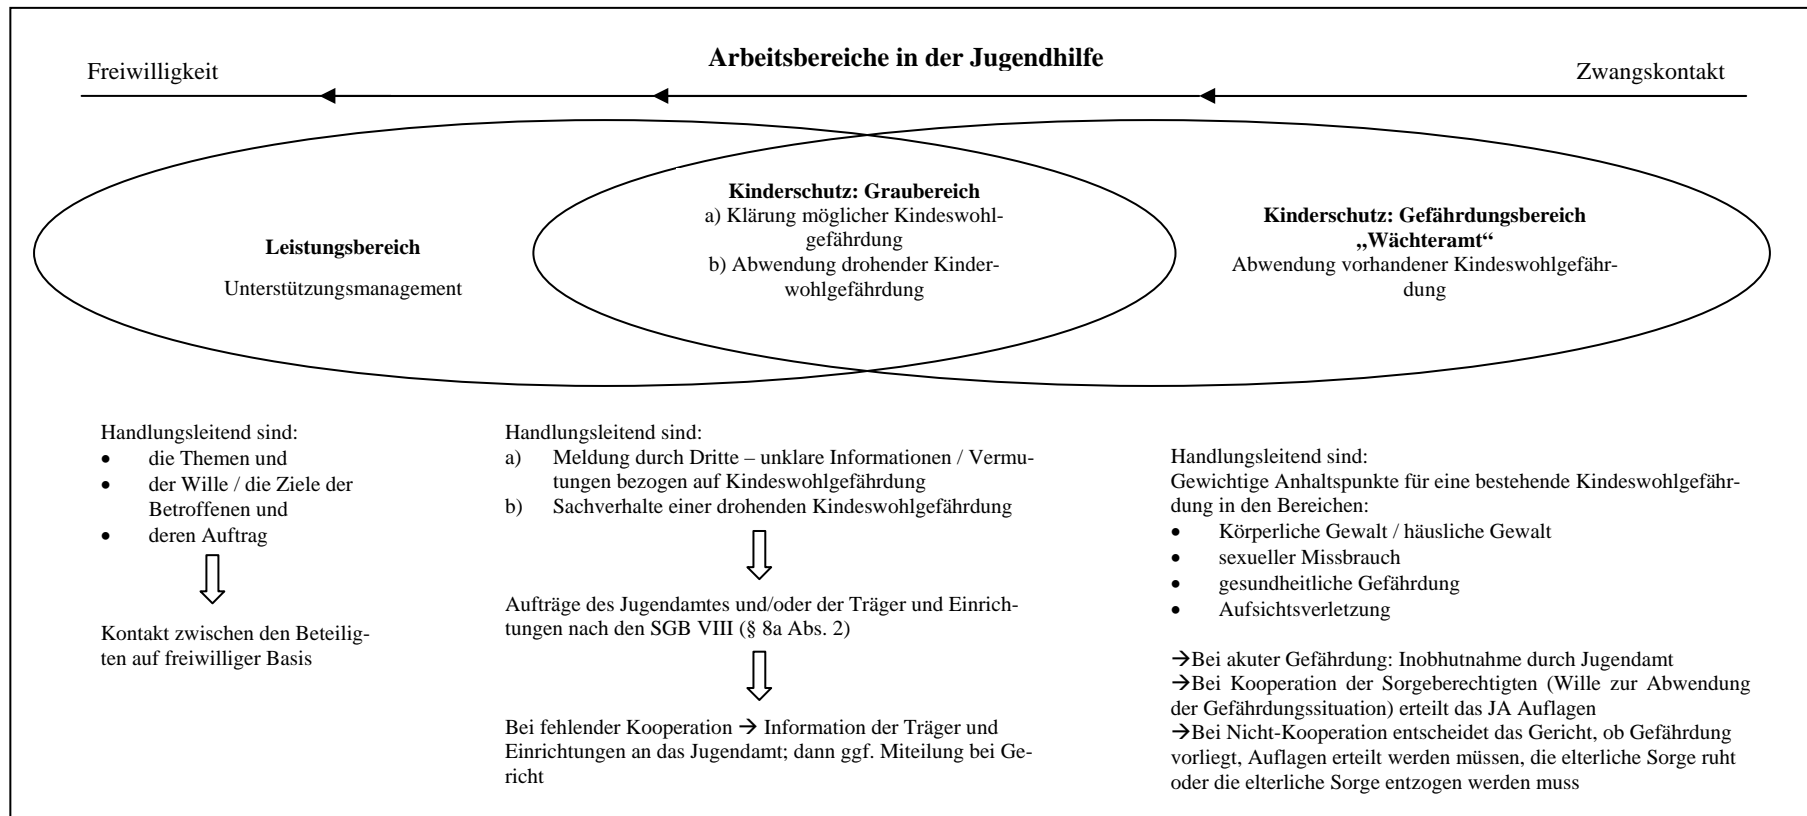 Arbeitsbereiche in der Jugendhilfe
Freiwilligkeit
Zwangskontakt
Leistungsbereich
Unterstützungsmanagement
Kinderschutz: Graubereich
a) Klärung möglicher Kindeswohl-
gefährdung
b) Abwendung drohender Kinder-
wohlgefährdung
Kinderschutz: Gefährdungsbereich
„Wächteramt“
Abwendung vorhandener Kindeswohlgefähr-
dung
Handlungsleitend sind:
• die Themen und
• der Wille / die Ziele der
Betroffenen und
• deren Auftrag
Kontakt zwischen den Beteilig-
ten auf freiwilliger Basis
Handlungsleitend sind:
a) Meldung durch Dritte – unklare Informationen / Vermu-
tungen bezogen auf Kindeswohlgefährdung
b) Sachverhalte einer drohenden Kindeswohlgefährdung
Aufträge des Jugendamtes und/oder der Träger und Einrich-
tungen nach den SGB VIII (§ 8a Abs. 2)
Bei fehlender Kooperation → Information der Träger und
Einrichtungen an das Jugendamt; dann ggf. Miteilung bei Ge-
richt
Handlungsleitend sind:
Gewichtige Anhaltspunkte für eine bestehende Kindeswohlgefähr-
dung in den Bereichen:
• Körperliche Gewalt / häusliche Gewalt
• sexueller Missbrauch
• gesundheitliche Gefährdung
• Aufsichtsverletzung
→Bei akuter Gefährdung: Inobhutnahme durch Jugendamt
→Bei Kooperation der Sorgeberechtigten (Wille zur Abwendung
der Gefährdungssituation) erteilt das JA Auflagen
→Bei Nicht-Kooperation entscheidet das Gericht, ob Gefährdung
vorliegt, Auflagen erteilt werden müssen, die elterliche Sorge ruht
oder die elterliche Sorge entzogen werden muss